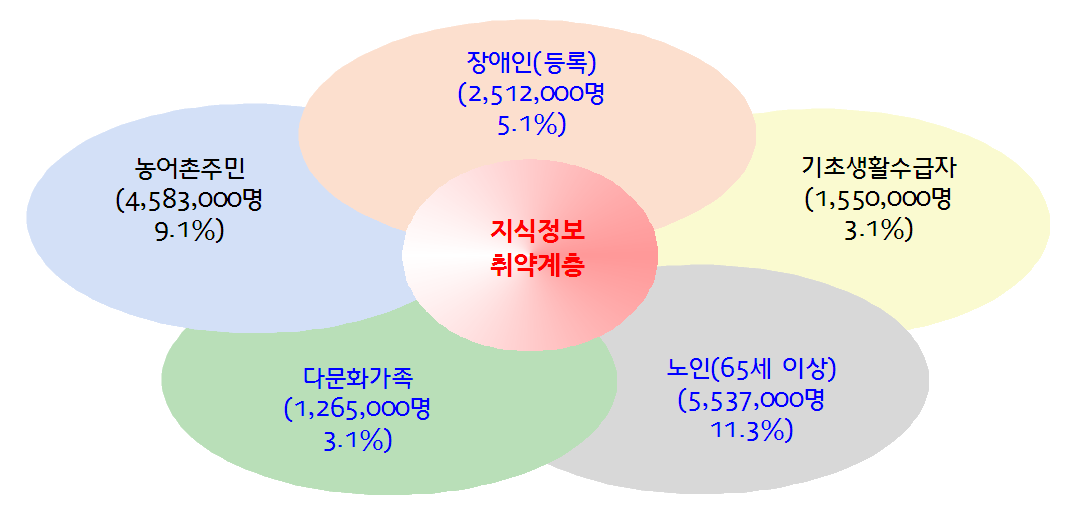 장애인(등록)
(2,512,000명
5.1%)
농어촌주민
(4,583,000명
9.1%)
기초생활수급자
(1,550,000명
3.1%)
지식정보
취약계층
다문화가족
(1,265,000명
3.1%)
노인(65세 이상)
(5,537,000명
11.3%)